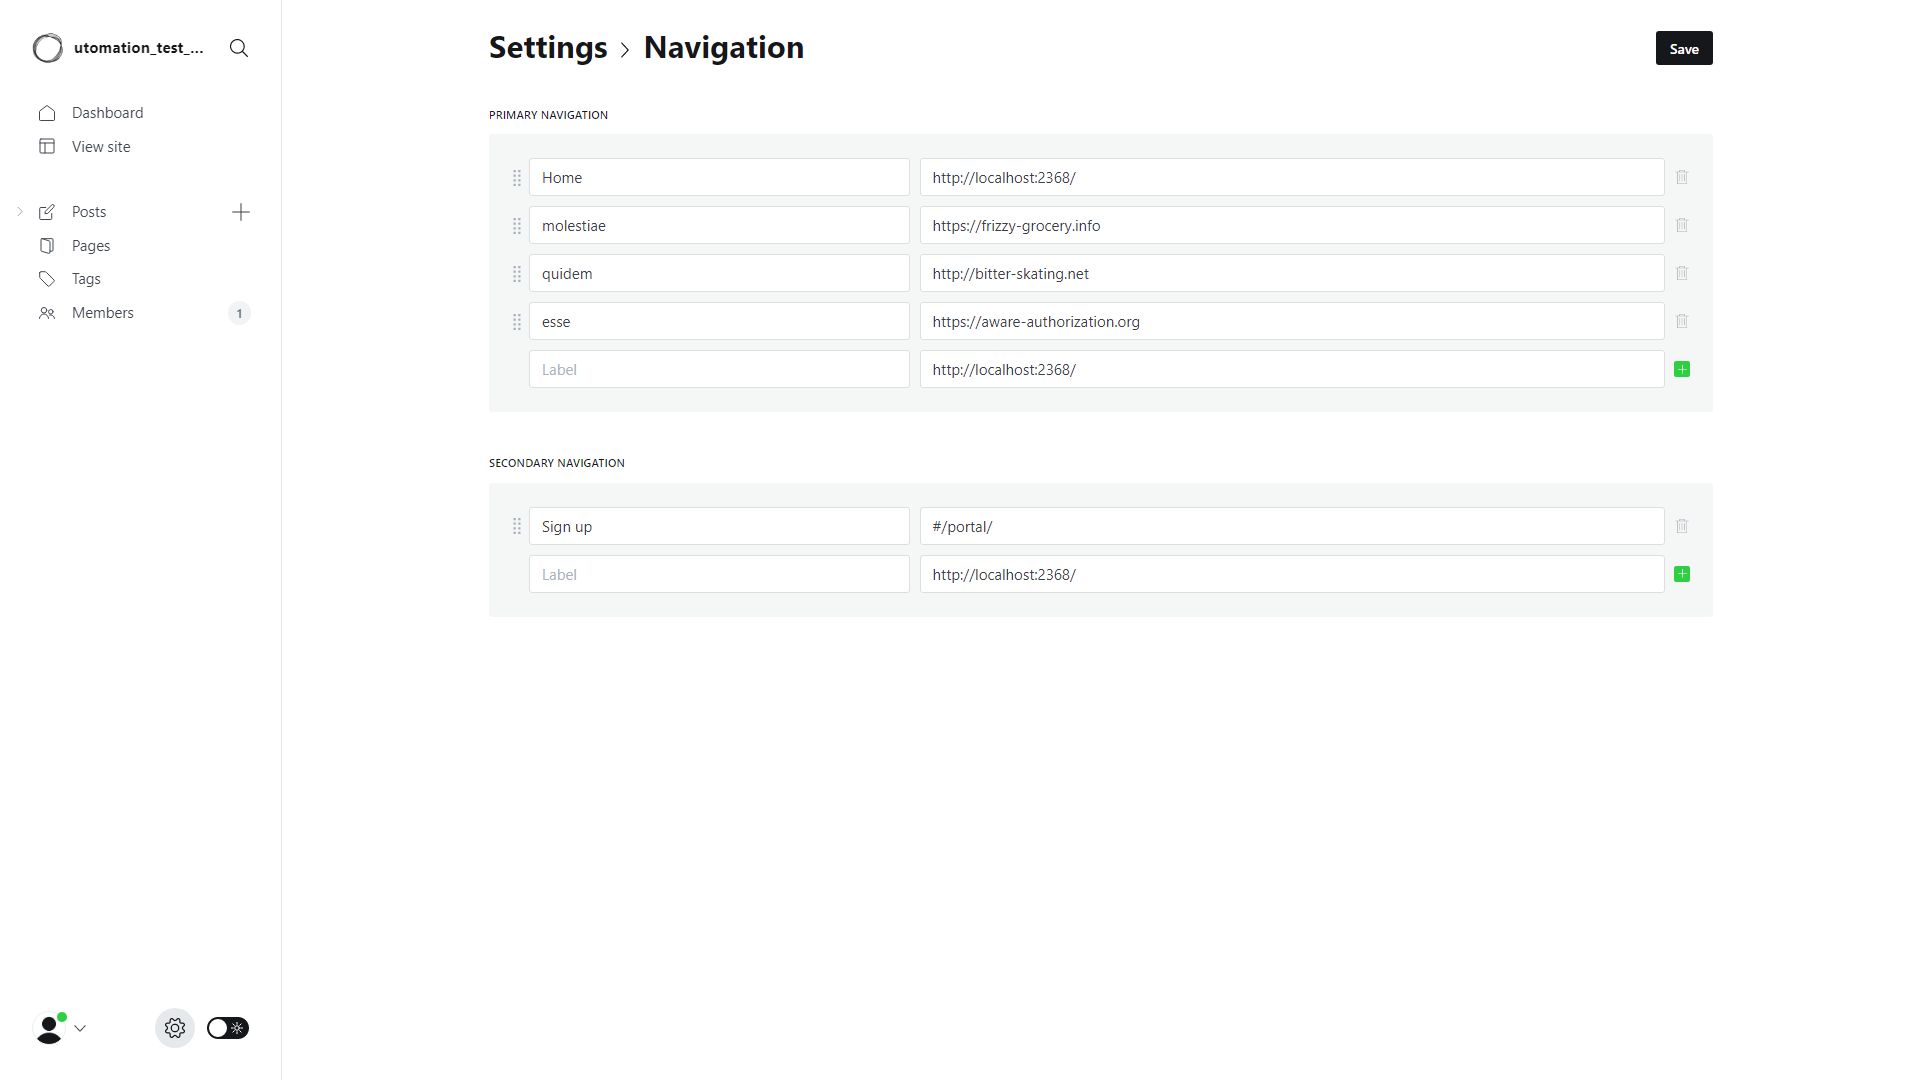 utomation_test_...
Settings › Navigation
Save
Dashboard
View site
Posts
Pages
Tags
Members 1
PRIMARY NAVIGATION
Home http://localhost:2368/
molestiae https://frizzy-grocery.info
quidem http://bitter-skating.net
esse https://aware-authorization.org
Label http://localhost:2368/
SECONDARY NAVIGATION
Sign up #/portal/
Label http://localhost:2368/